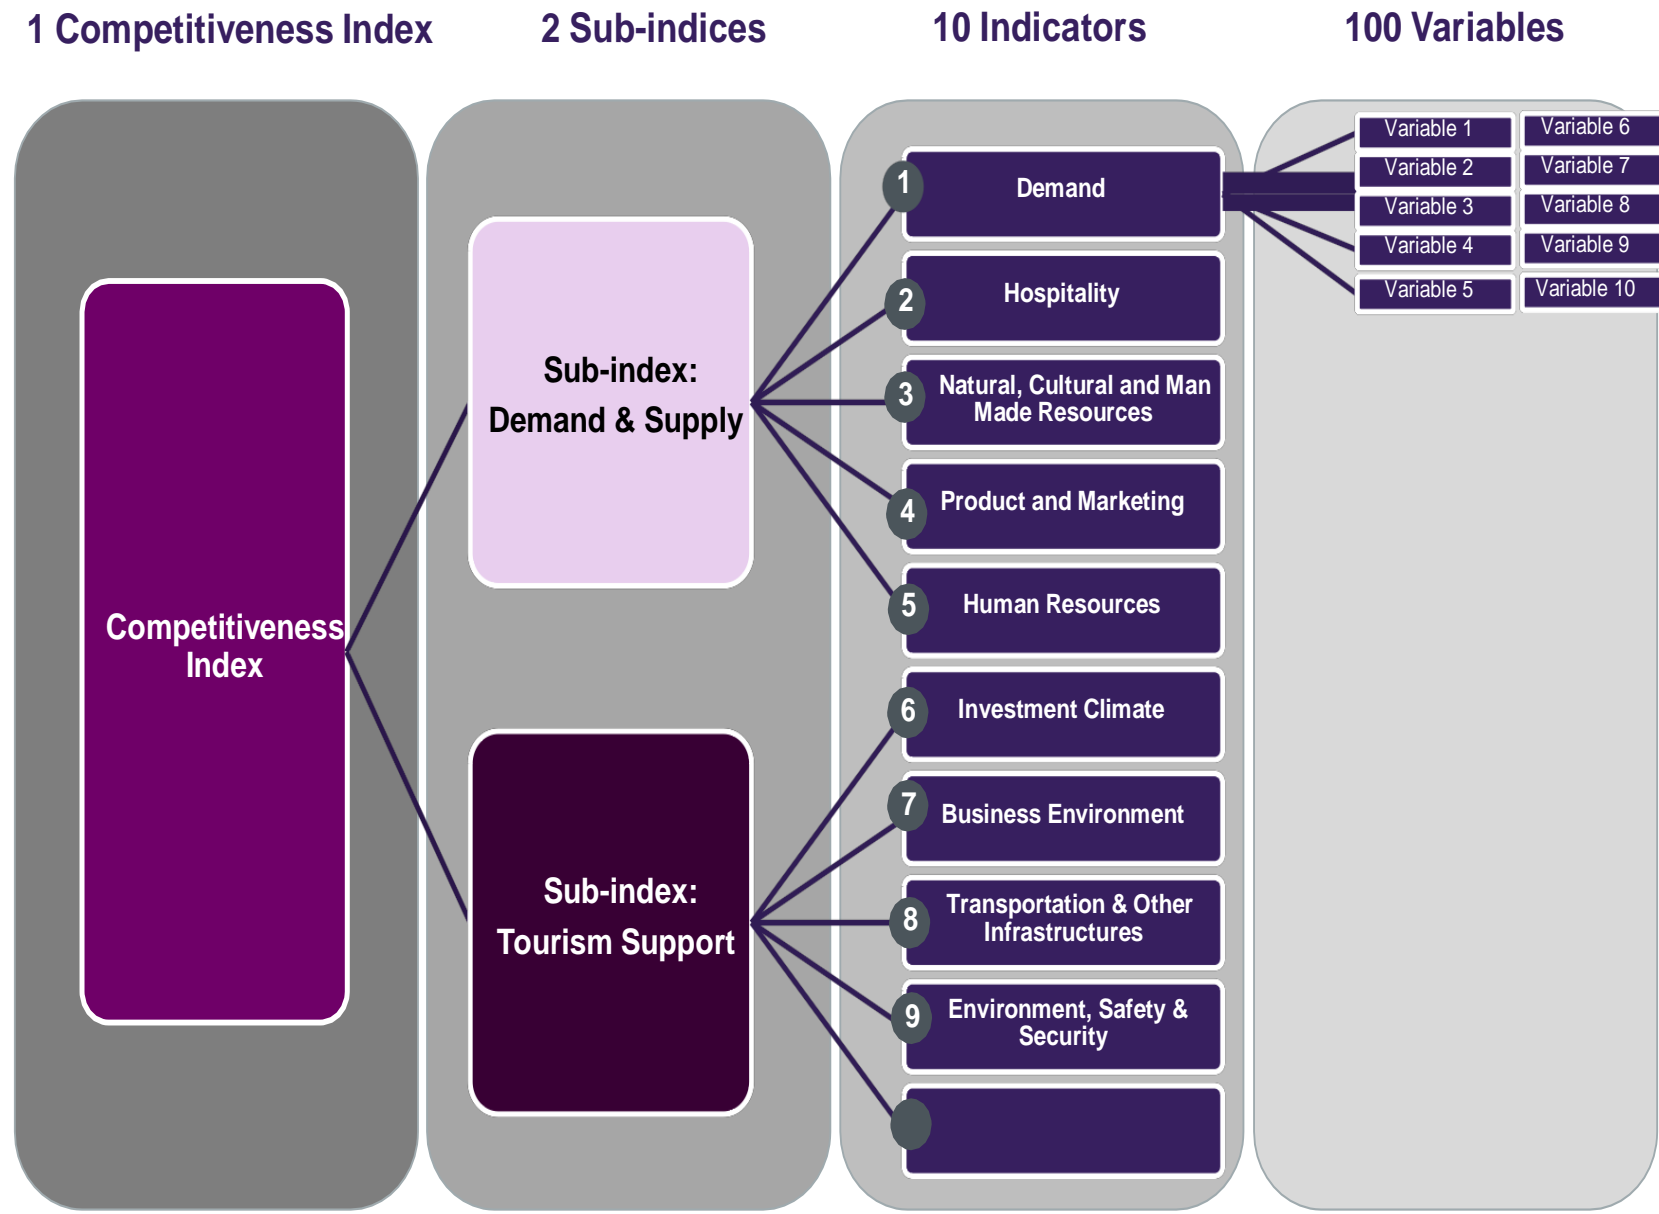 1 Competitiveness Index
2 Sub-indices
10 Indicators
100 Variables
Competitiveness
Index
Sub-index:
Demand & Supply
Sub-index:
Tourism Support
1
Demand
2
Hospitality
3
Natural, Cultural and Man
Made Resources
4
Product and Marketing
5
Human Resources
6
Investment Climate
7
Business Environment
8
Transportation & Other
Infrastructures
9
Environment, Safety &
Security
Variable 1
Variable 2
Variable 3
Variable 4
Variable 5
Variable 6
Variable 7
Variable 8
Variable 9
Variable 10